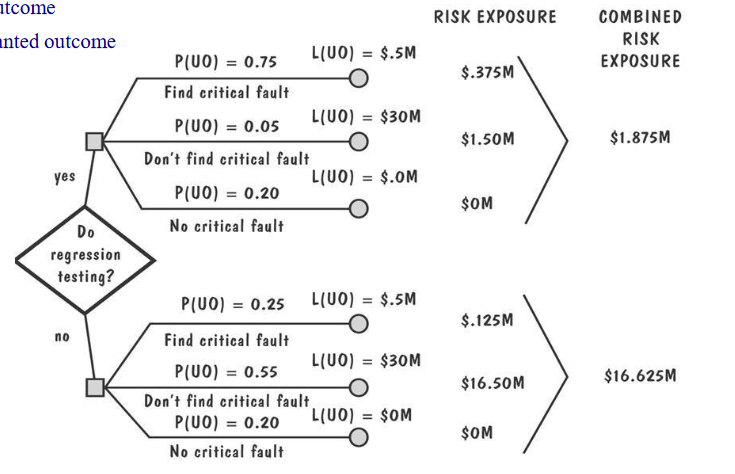 RISK EXPOSURE
COMBINED
RISK
EXPOSURE
outcome
P(UO) = 0.75
L(UO) = $.5M
$.375M
Find critical fault
P(UO) = 0.05
L(UO) = $30M
$1.50M
$1.875M
Don't find critical fault
yes
P(UO) = 0.20
L(UO) = $.0M
$0M
No critical fault
Do
regression
testing?
no
P(UO) = 0.25
L(UO) = $.5M
$.125M
Find critical fault
P(UO) = 0.55
L(UO) = $30M
$16.50M
$16.625M
Don't find critical fault
P(UO) = 0.20
L(UO) = $0M
$0M
No critical fault